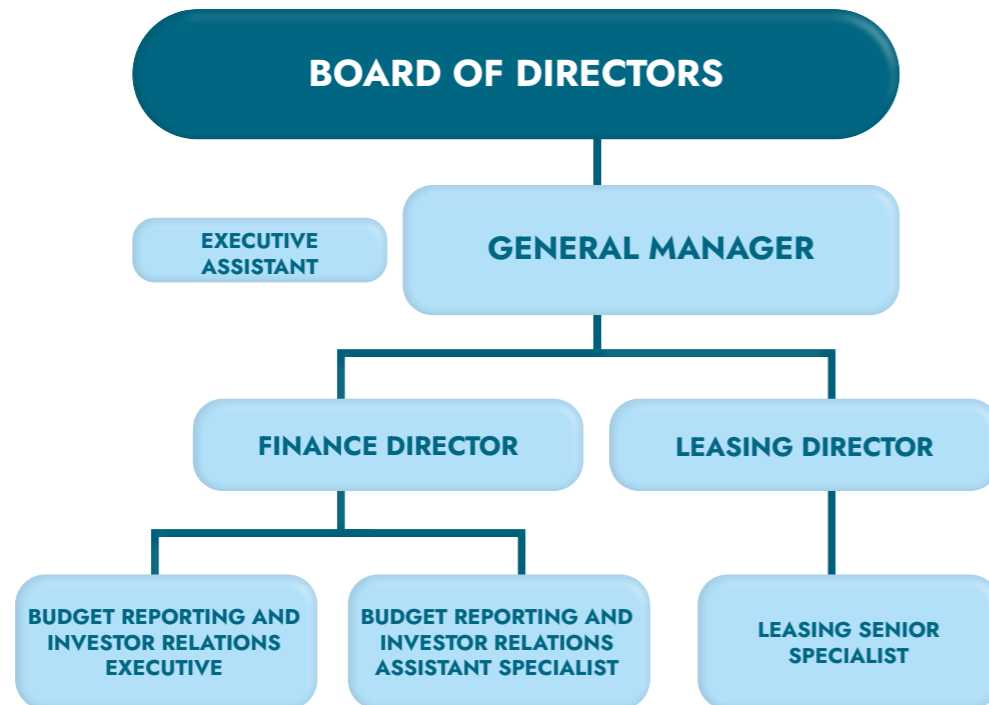 BOARD OF DIRECTORS
EXECUTIVE
ASSISTANT
GENERAL MANAGER
FINANCE DIRECTOR
LEASING DIRECTOR
BUDGET REPORTING AND
INVESTOR RELATIONS
EXECUTIVE
BUDGET REPORTING AND
INVESTOR RELATIONS
ASSISTANT SPECIALIST
LEASING SENIOR
SPECIALIST